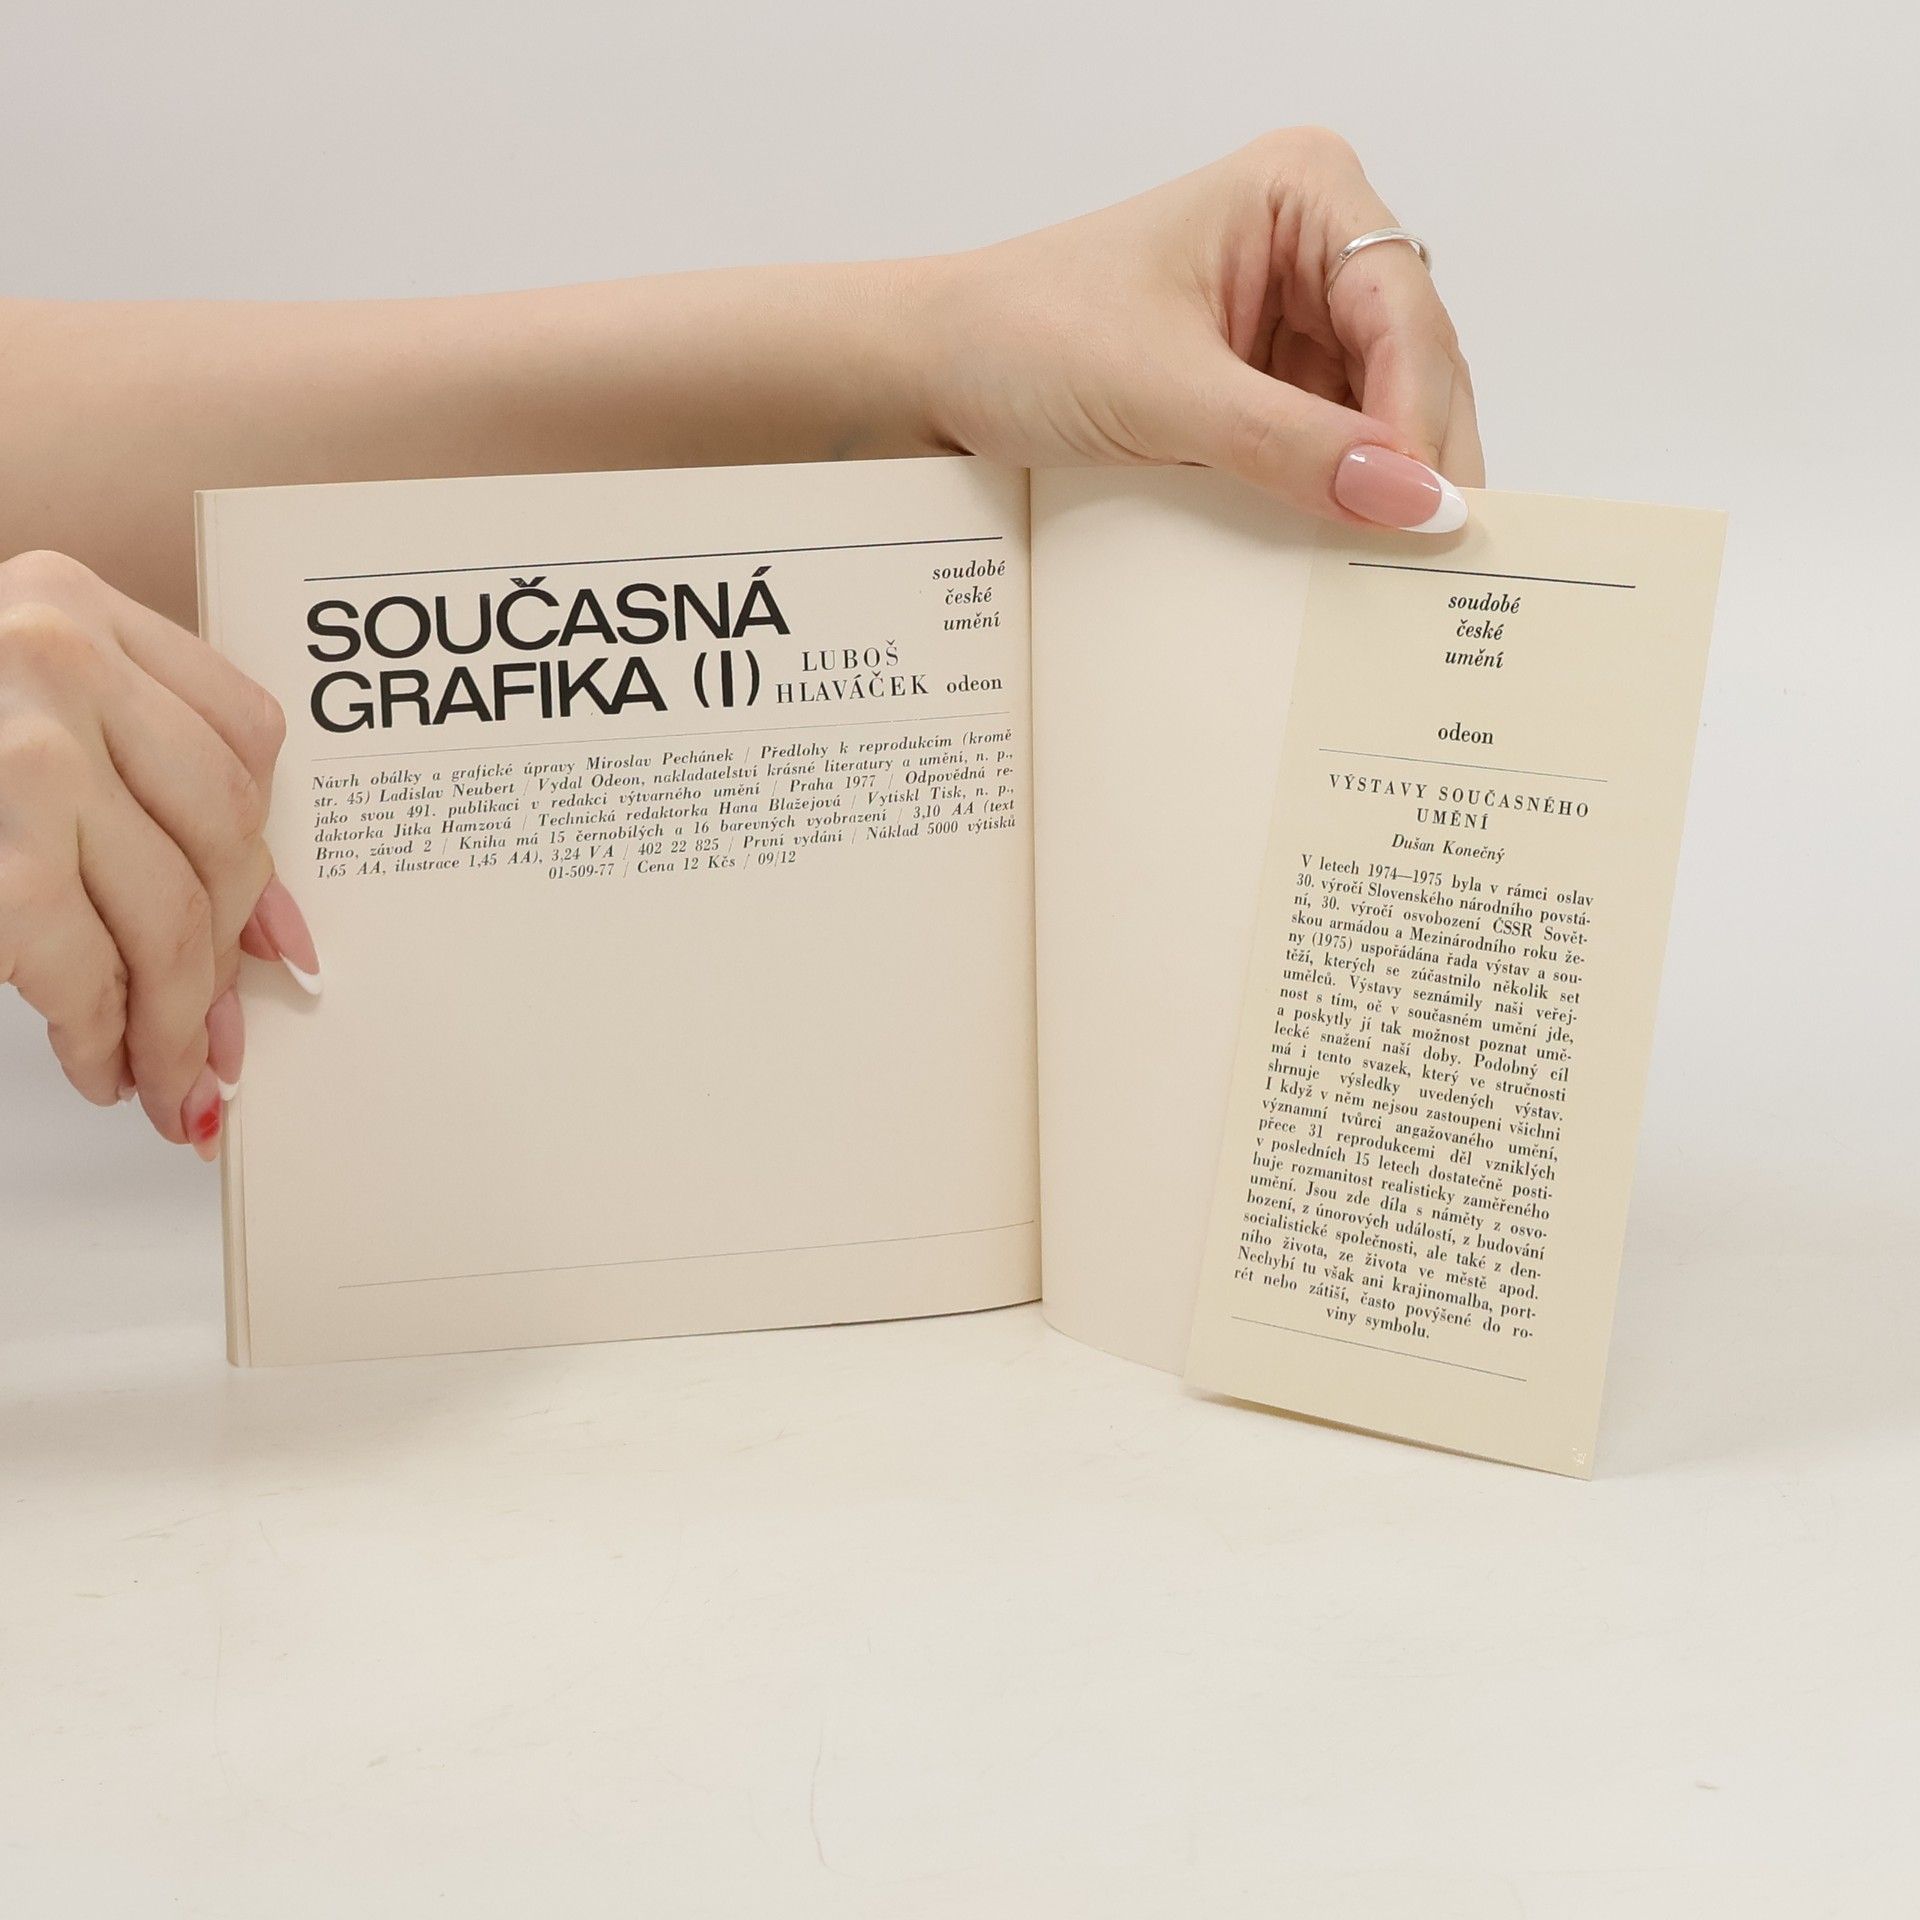 SOUČASNÁ
GRAFIKA (I)
LUBOŠ
HLAVÁČEK
soudobé
české
umění
odeon
Návrh obálky a grafické úpravy Miroslav Pechánek / Předlohy k reprodukcím (kromě
str. 45) Ladislav Neubert / Vydal Odeon, nakladatelství krásné literatury a umění, n. p.,
jako svou 491. publikaci v redakci výtvarného umění / Praha 1977 / Odpovědná re-
daktorka Jitka Hamzová / Technická redaktorka Hana Blažejová / Vytiskl Tisk, n. p.,
Brno, závod 2 / Kniha má 15 černobílých a 16 barevných vyobrazení / 3,10 AA (text
1,65 AA, ilustrace 1,45 AA), 3,24 VA / 402 22 825 / První vydání / Náklad 5000 výtisků
01-509-77 / Cena 12 Kčs / 09/12
soudobé
české
umění
odeon
VÝSTAVY SOUČASNÉHO
UMĚNÍ
Dušan Konečný
V letech 1974—1975 byla v rámci oslav
30. výročí Slovenského národního povstá-
ní, 30. výročí osvobození ČSSR Sovět-
skou armádou a Mezinárodního roku že-
ny (1975) uspořádána řada výstav a sou-
těží, kterých se zúčastnilo několik set
umělců. Výstavy seznámily naši veřej-
nost s tím, oč v současném umění jde,
a poskytly jí tak možnost poznat umě-
lecké snažení naší doby. Podobný cíl
má i tento svazek, který ve stručnosti
shrnuje výsledky uvedených výstav.
I když v něm nejsou zastoupeni všichni
významní tvůrci angažovaného umění,
přece 31 reprodukcemi děl vzniklých
v posledních 15 letech dostatečně posti-
huje rozmanitost realisticky zaměřeného
umění. Jsou zde díla s náměty z osvo-
bození, z únorových událostí, z budování
socialistické společnosti, ale také z den-
ního života, ze života ve městě apod.
Nechybí tu však ani krajinomalba, port-
rét nebo zátiší, často povýšené do ro-
viny symbolu.